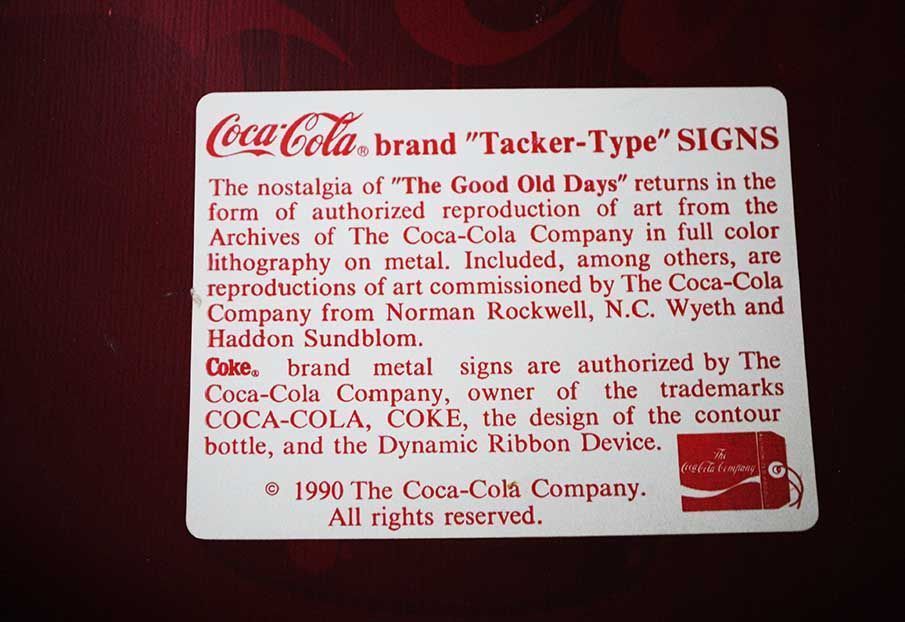 Coca-Cola® brand "Tacker-Type" SIGNS
The nostalgia of "The Good Old Days" returns in the
form of authorized reproduction of art from the
Archives of The Coca-Cola Company in full color
lithography on metal. Included, among others, are
reproductions of art commissioned by The Coca-Cola
Company from Norman Rockwell, N.C. Wyeth and
Haddon Sundblom.
Coke® brand metal signs are authorized by The
Coca-Cola Company, owner of the trademarks
COCA-COLA, COKE, the design of the contour
bottle, and the Dynamic Ribbon Device.
The
Coca-Cola Company
© 1990 The Coca-Cola Company.
All rights reserved.